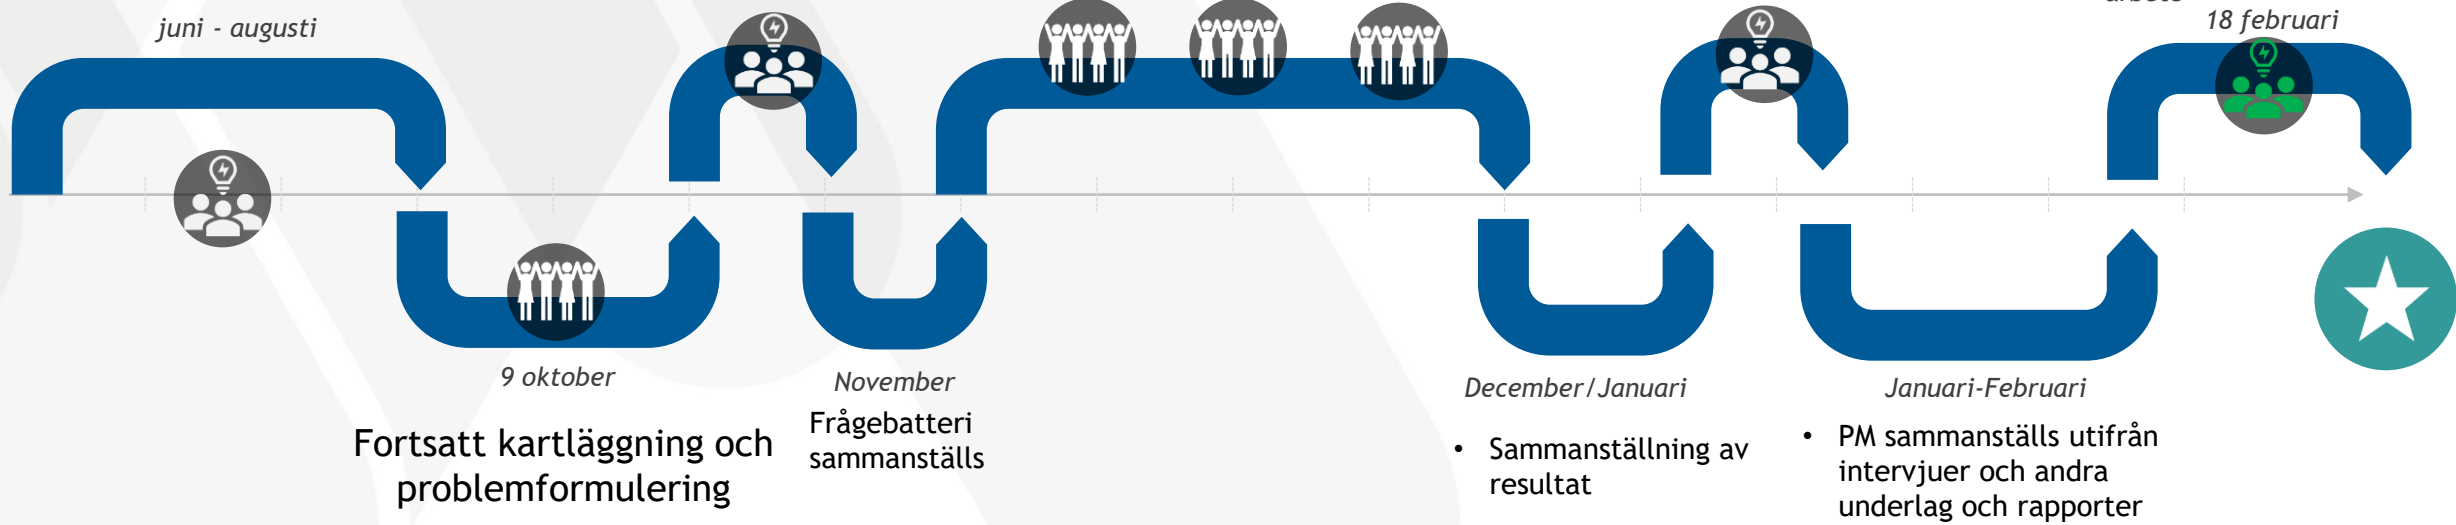 juni - augusti
18 februari
9 oktober
Fortsatt kartläggning och
problemformulering
November
Frågebatteri
sammanställs
December/Januari
• Sammanställning av
resultat
Januari-Februari
• PM sammanställs utifrån
intervjuer och andra
underlag och rapporter